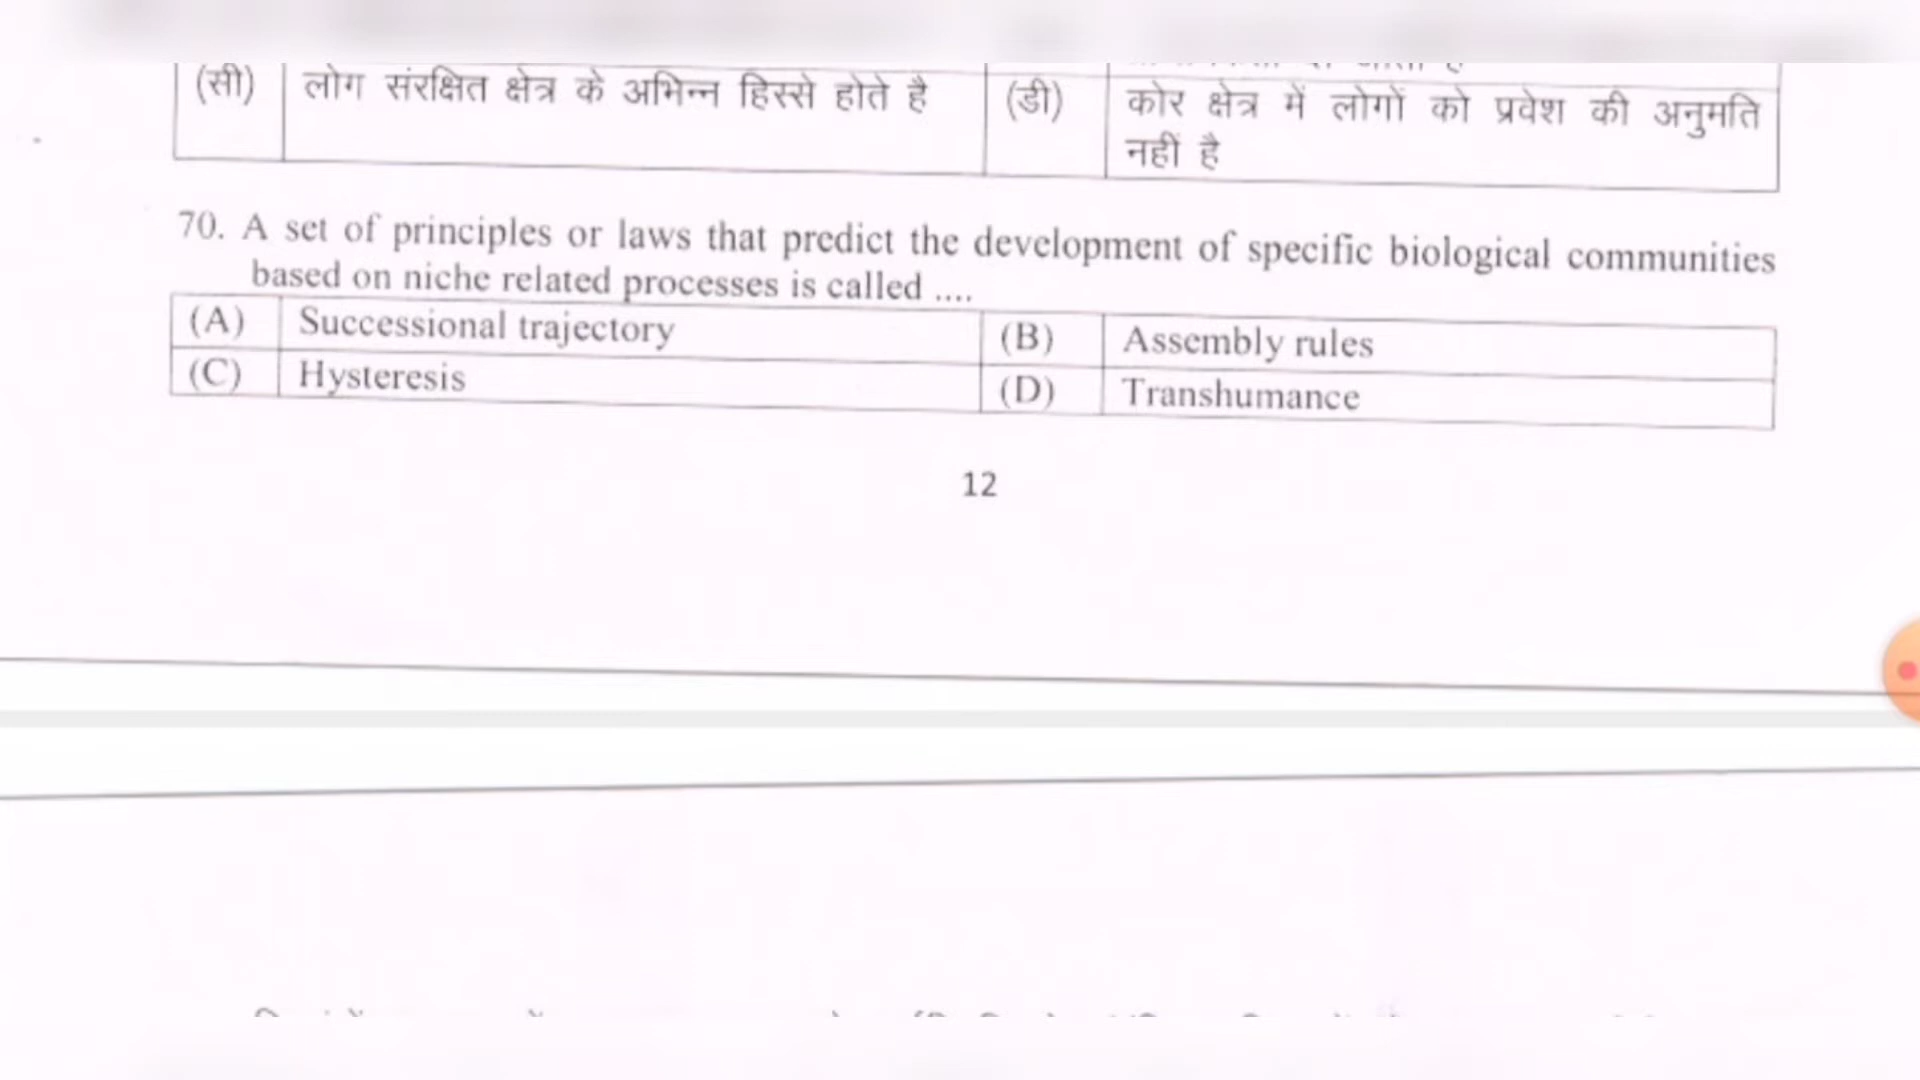 (सी) लोग संरक्षित क्षेत्र के अभिन्न हिस्से होते है (डी) कोर क्षेत्र में लोगों को प्रवेश की अनुमति
नहीं है
70. A set of principles or laws that predict the development of specific biological communities
based on niche related processes is called ....
(A) Successional trajectory (B) Assembly rules
(C) Hysteresis (D) Transhumance
12